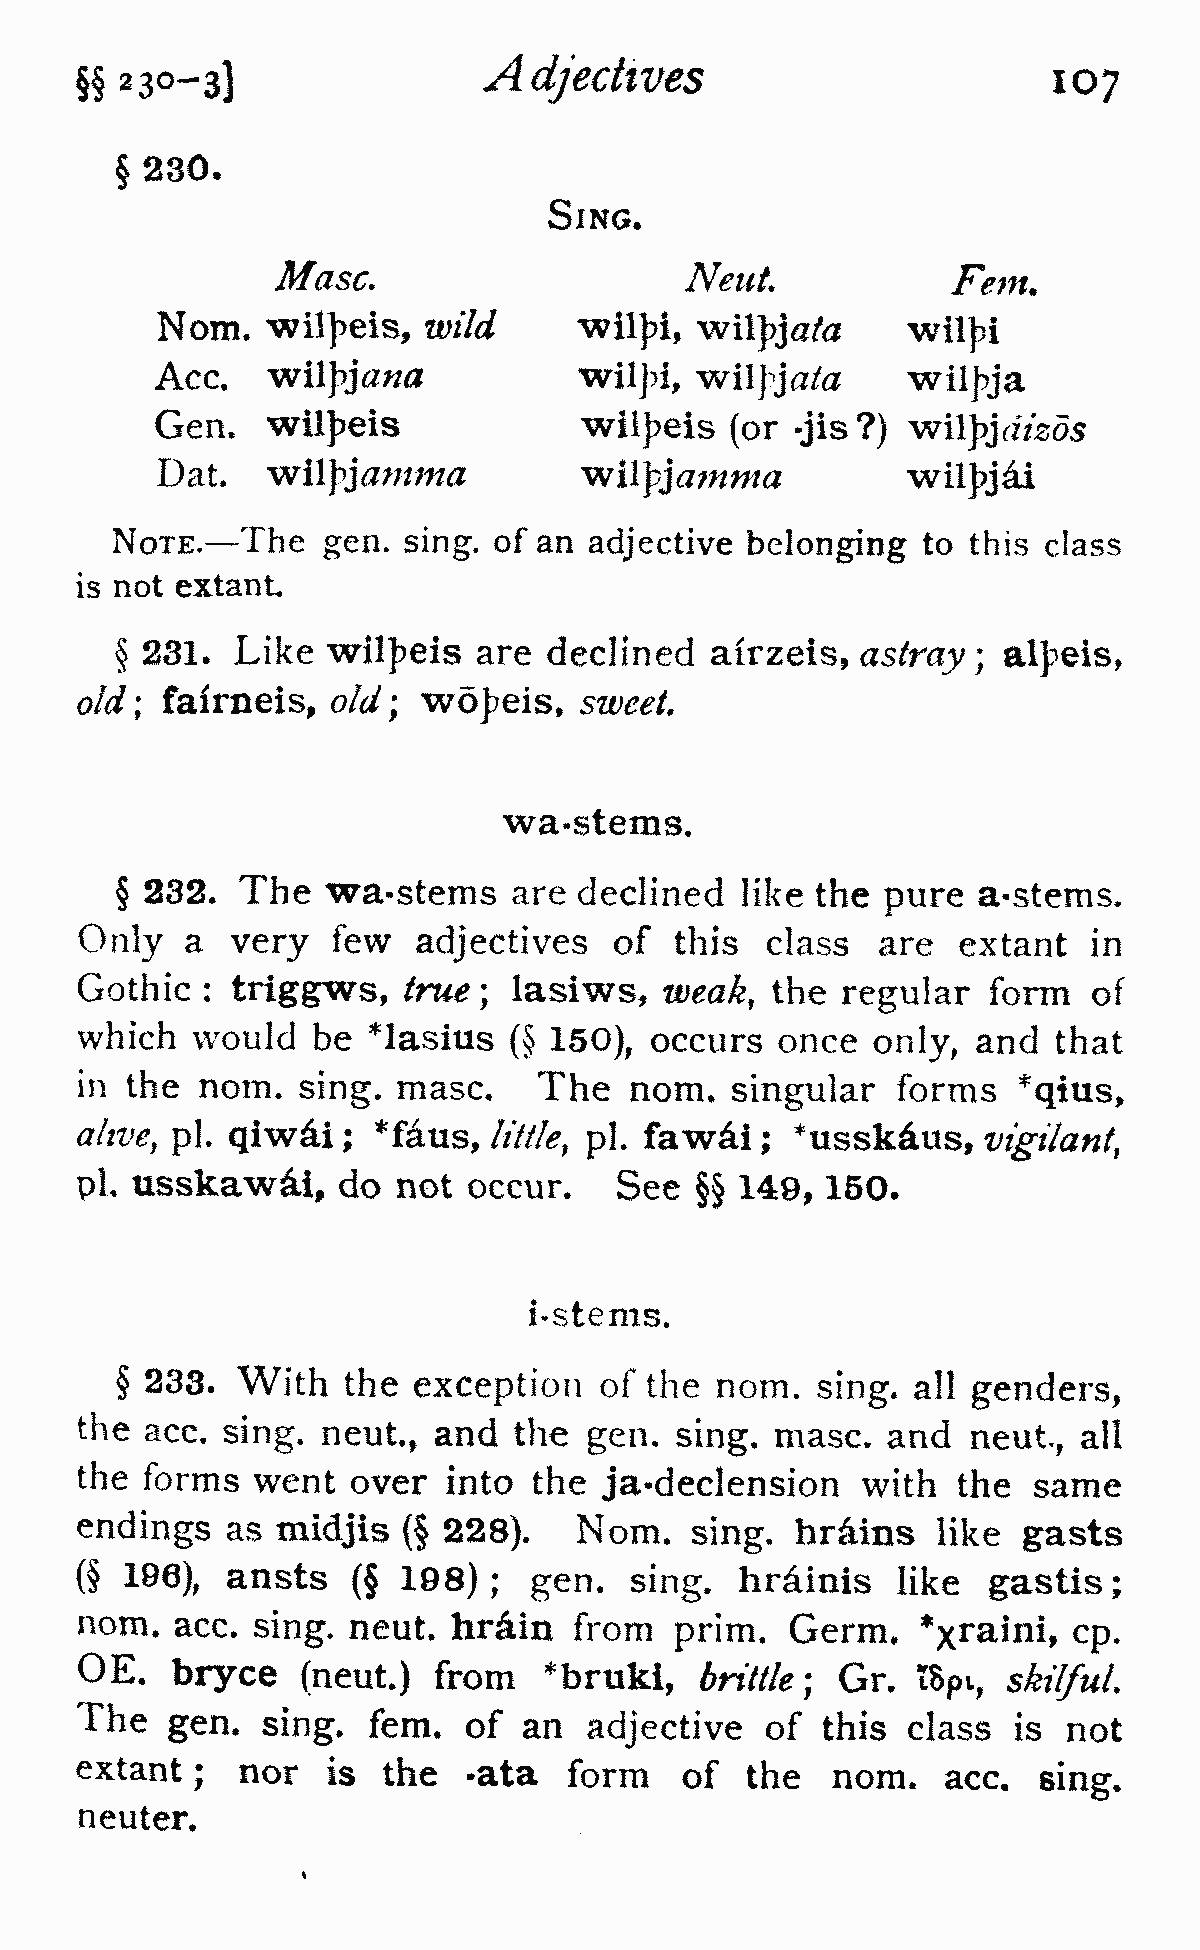 §§ 230–3] Adjectives 107
§ 230.
SING.
Masc. Neut. Fem.
Nom. wilþeis, wild wilþi, wilþjata wilþi
Acc. wilþjana wilþi, wilþjata wilþja
Gen. wilþeis wilþeis (or -jis?) wilþjáizōs
Dat. wilþjamma wilþjamma wilþjái
NOTE.—The gen. sing. of an adjective belonging to this class
is not extant.
§ 231. Like wilþeis are declined aírzeis, astray; alþeis,
old; faírneis, old; wōþeis, sweet.
wa-stems.
§ 232. The wa-stems are declined like the pure a-stems.
Only a very few adjectives of this class are extant in
Gothic: triggws, true; lasiws, weak, the regular form of
which would be *lasius (§ 150), occurs once only, and that
in the nom. sing. masc. The nom. singular forms *qius,
alive, pl. qiwái; *fáus, little, pl. fawái; *usskáus, vigilant,
pl. usskawái, do not occur. See §§ 149, 150.
i-stems.
§ 233. With the exception of the nom. sing. all genders,
the acc. sing. neut., and the gen. sing. masc. and neut., all
the forms went over into the ja-declension with the same
endings as midjis (§ 228). Nom. sing. hráins like gasts
(§ 196), ansts (§ 198); gen. sing. hráinis like gastis;
nom. acc. sing. neut. hráin from prim. Germ. *χraini, cp.
OE. bryce (neut.) from *bruki, brittle; Gr. ἴδρι, skilful.
The gen. sing. fem. of an adjective of this class is not
extant; nor is the -ata form of the nom. acc. sing.
neuter.